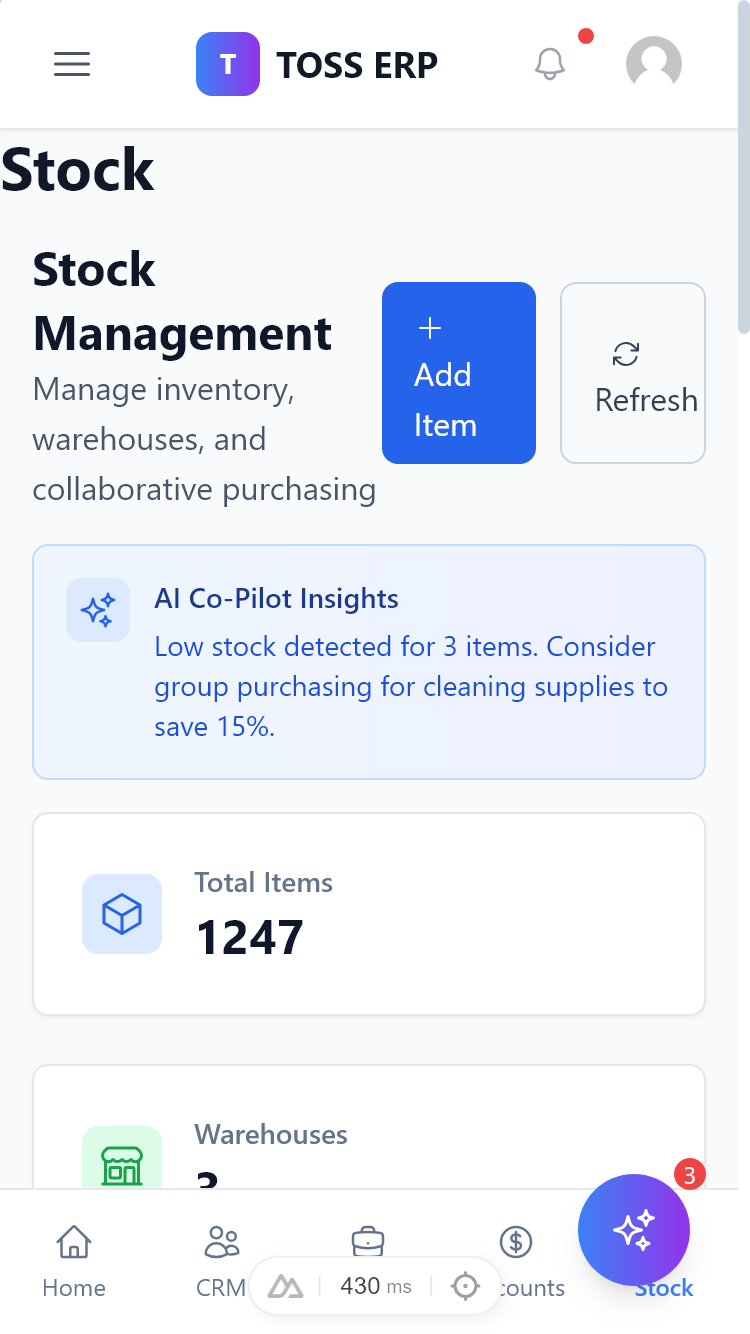 T TOSS ERP
Stock
Stock
Management
Manage inventory,
warehouses, and
collaborative purchasing
Add
Item
Refresh
AI Co-Pilot Insights
Low stock detected for 3 items. Consider
group purchasing for cleaning supplies to
save 15%.
Total Items
1247
Warehouses
3
3
Home
CRM
430 ms
counts
Stock